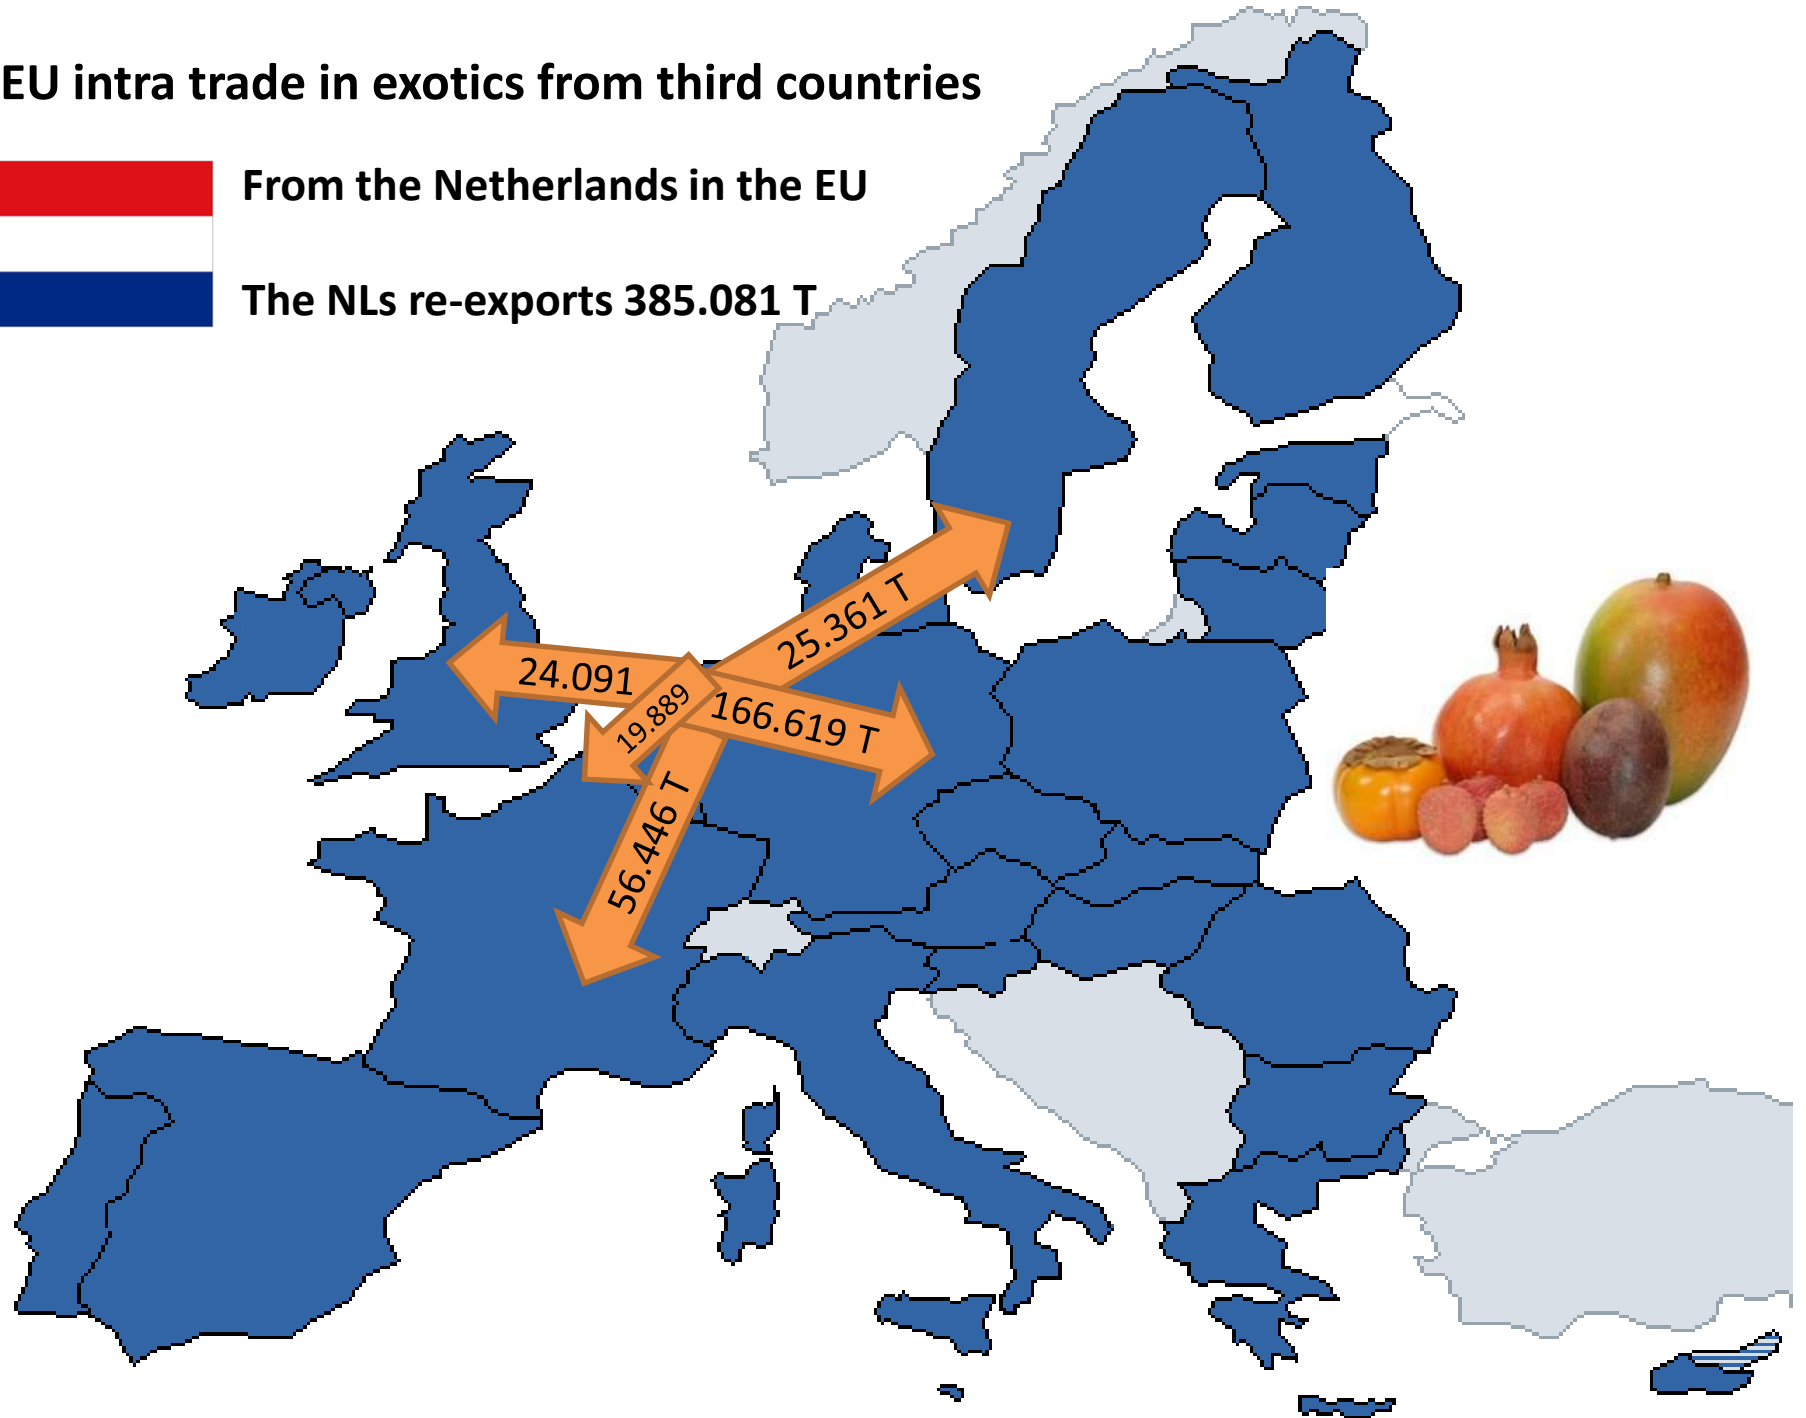 EU intra trade in exotics from third countries
From the Netherlands in the EU
The NLs re-exports 385.081 T
25.361 T
24.091
19.889
166.619 T
56.446 T